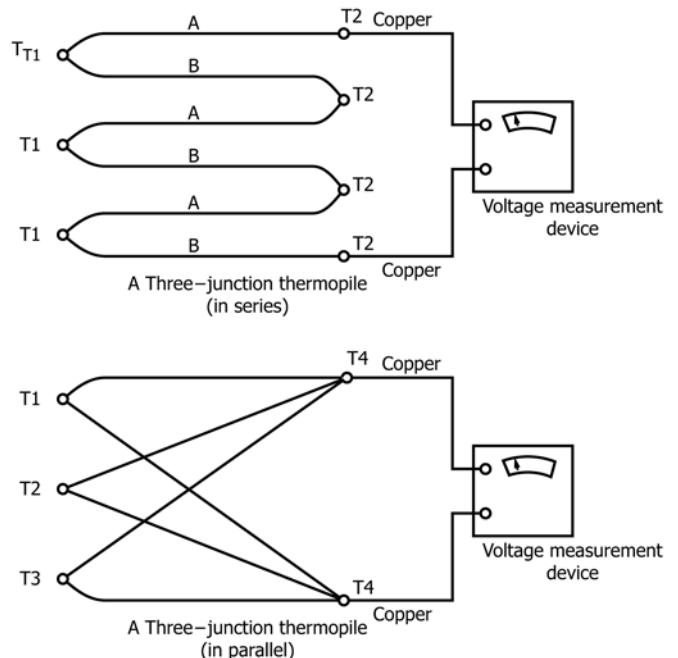 A
T2 Copper
TT1
B
T2
A
T1
B
T2
A
T1
B
T2
Copper
Voltage measurement
device
A Three−junction thermopile
(in series)
T4 Copper
T1
T2
T3
T4
Copper
Voltage measurement
device
A Three−junction thermopile
(in parallel)